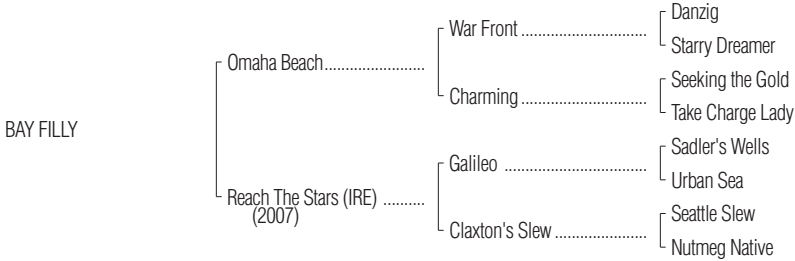 Danzig
War Front ..............................
Starry Dreamer
Omaha Beach........................
Seeking the Gold
Charming ..............................
Take Charge Lady
BAY FILLY
Sadler's Wells
Galileo ..................................
Urban Sea
Reach The Stars (IRE) ..........
(2007)
Seattle Slew
Claxton's Slew ......................
Nutmeg Native